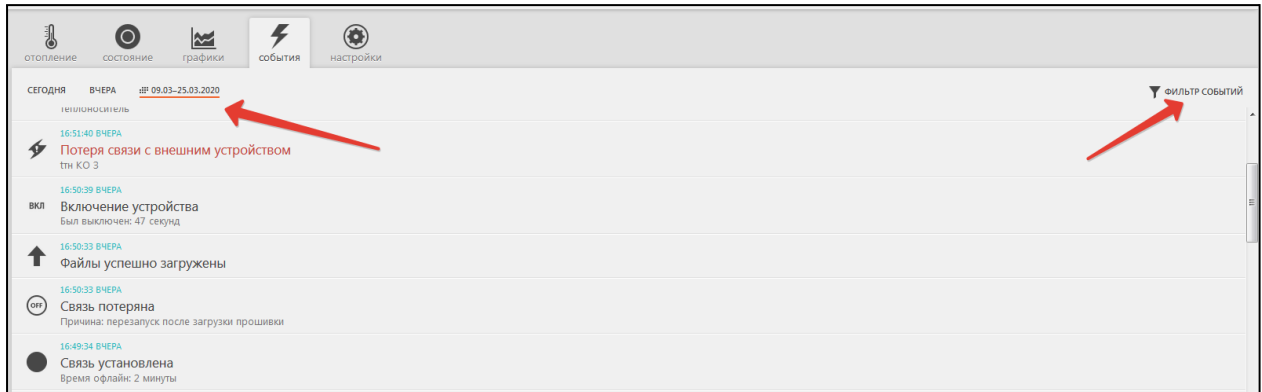 отопление состояние графики события настройки
СЕГОДНЯ ВЧЕРА 09.03–25.03.2020 ФИЛЬТР СОБЫТИЙ
теплоноситель
16:51:40 ВЧЕРА
Потеря связи с внешним устройством
ттн КО 3
16:50:39 ВЧЕРА
ВКЛ Включение устройства
Был выключен: 47 секунд
16:50:33 ВЧЕРА
Файлы успешно загружены
16:50:33 ВЧЕРА
OFF Связь потеряна
Причина: перезапуск после загрузки прошивки
16:49:34 ВЧЕРА
Связь установлена
Время офлайн: 2 минуты